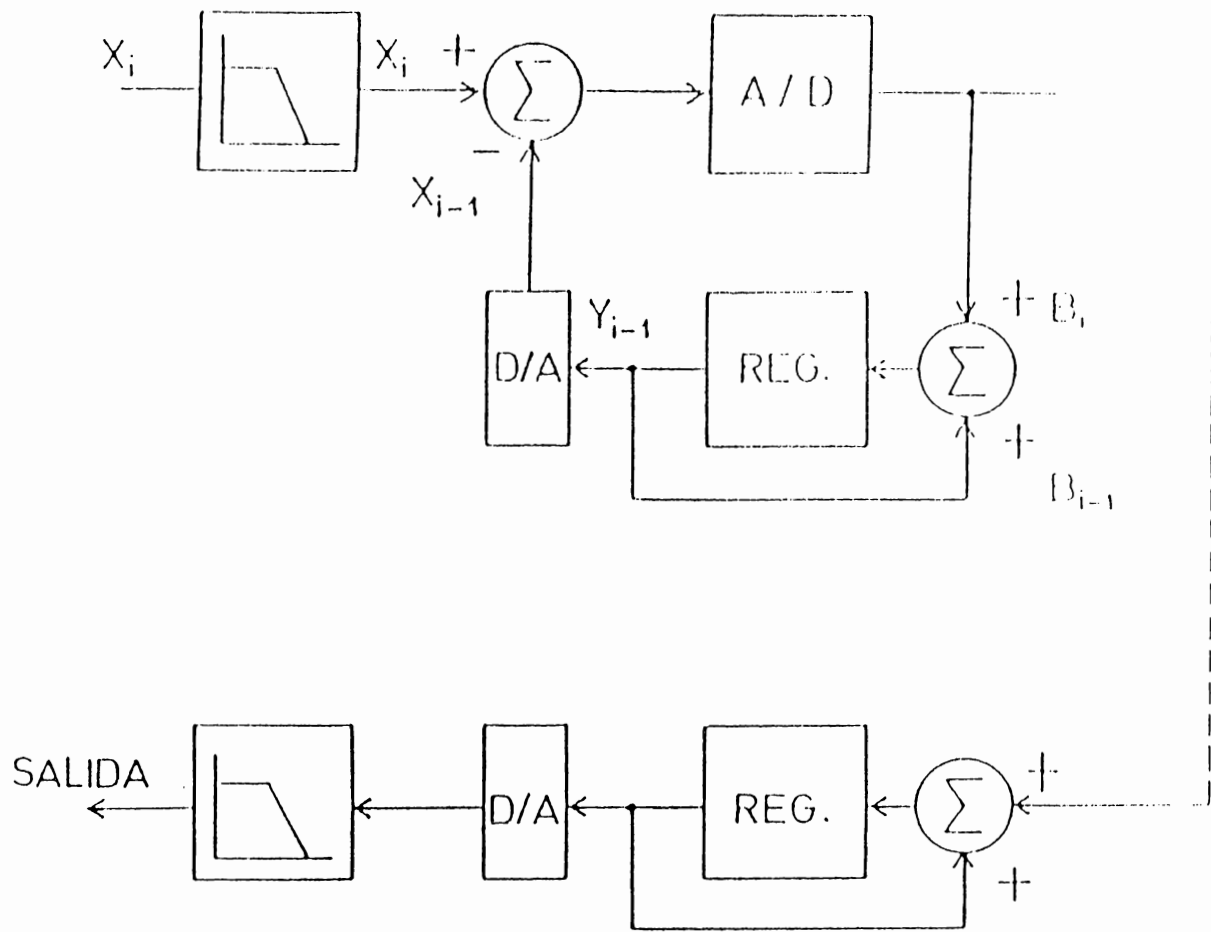 Xᵢ
Xᵢ
+
Σ
A / D
−
Xᵢ₋₁
+ Bᵢ
D/A
Yᵢ₋₁
REG.
Σ
+
Bᵢ₋₁
SALIDA
D/A
REG.
Σ
+
+